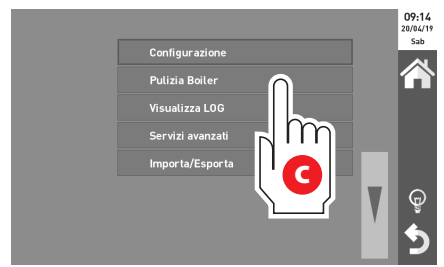 09:14
20/04/19
Sab
Configurazione
Pulizia Boiler
Visualizza LOG
Servizi avanzati
Importa/Esporta
C